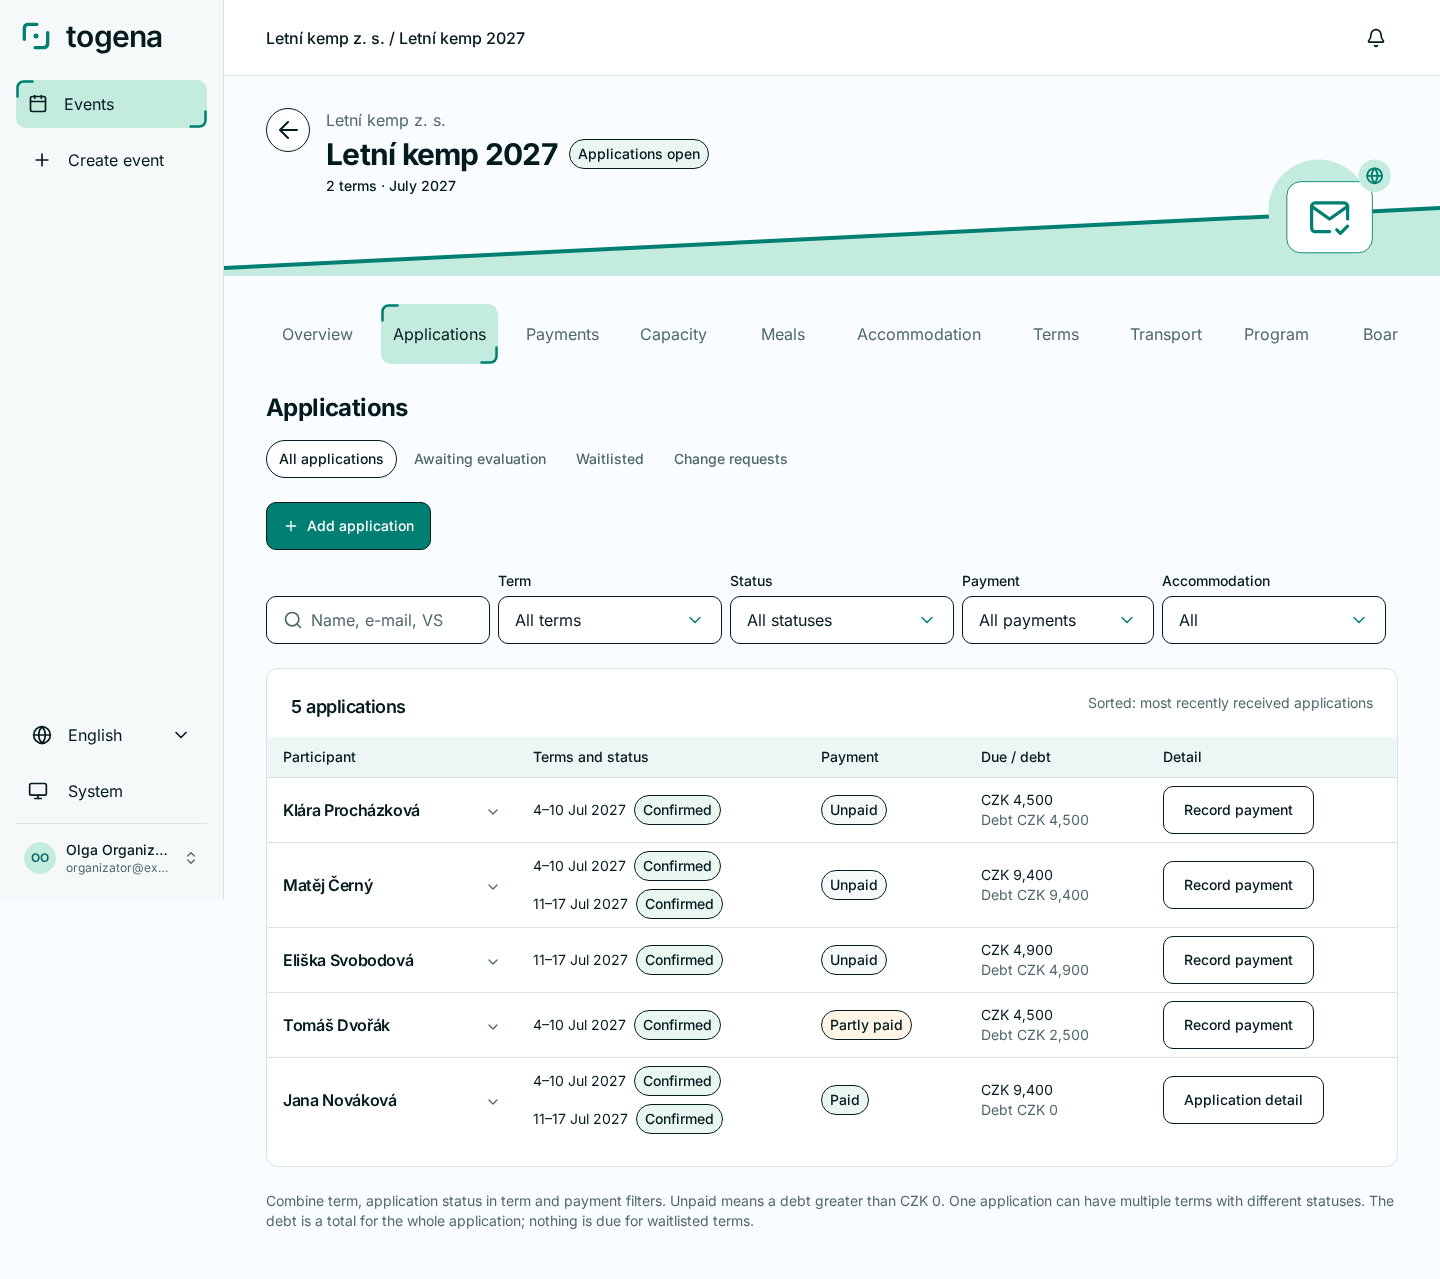 togena
Events
Create event
English
System
OO
Olga Organiz...
organizator@ex...
Letní kemp z. s. / Letní kemp 2027
Letní kemp z. s.
Letní kemp 2027 Applications open
2 terms · July 2027
Overview Applications Payments Capacity Meals Accommodation Terms Transport Program Boar
Applications
All applications Awaiting evaluation Waitlisted Change requests
Add application
Term Status Payment Accommodation
Name, e-mail, VS All terms All statuses All payments All
5 applications Sorted: most recently received applications
Participant Terms and status Payment Due / debt Detail
Klára Procházková 4–10 Jul 2027 Confirmed Unpaid CZK 4,500 Record payment
Debt CZK 4,500
4–10 Jul 2027 Confirmed
Matěj Černý Unpaid CZK 9,400 Record payment
Debt CZK 9,400
11–17 Jul 2027 Confirmed
Eliška Svobodová 11–17 Jul 2027 Confirmed Unpaid CZK 4,900 Record payment
Debt CZK 4,900
Tomáš Dvořák 4–10 Jul 2027 Confirmed Partly paid CZK 4,500 Record payment
Debt CZK 2,500
4–10 Jul 2027 Confirmed
Jana Nováková Paid CZK 9,400 Application detail
Debt CZK 0
11–17 Jul 2027 Confirmed
Combine term, application status in term and payment filters. Unpaid means a debt greater than CZK 0. One application can have multiple terms with different statuses. The
debt is a total for the whole application; nothing is due for waitlisted terms.